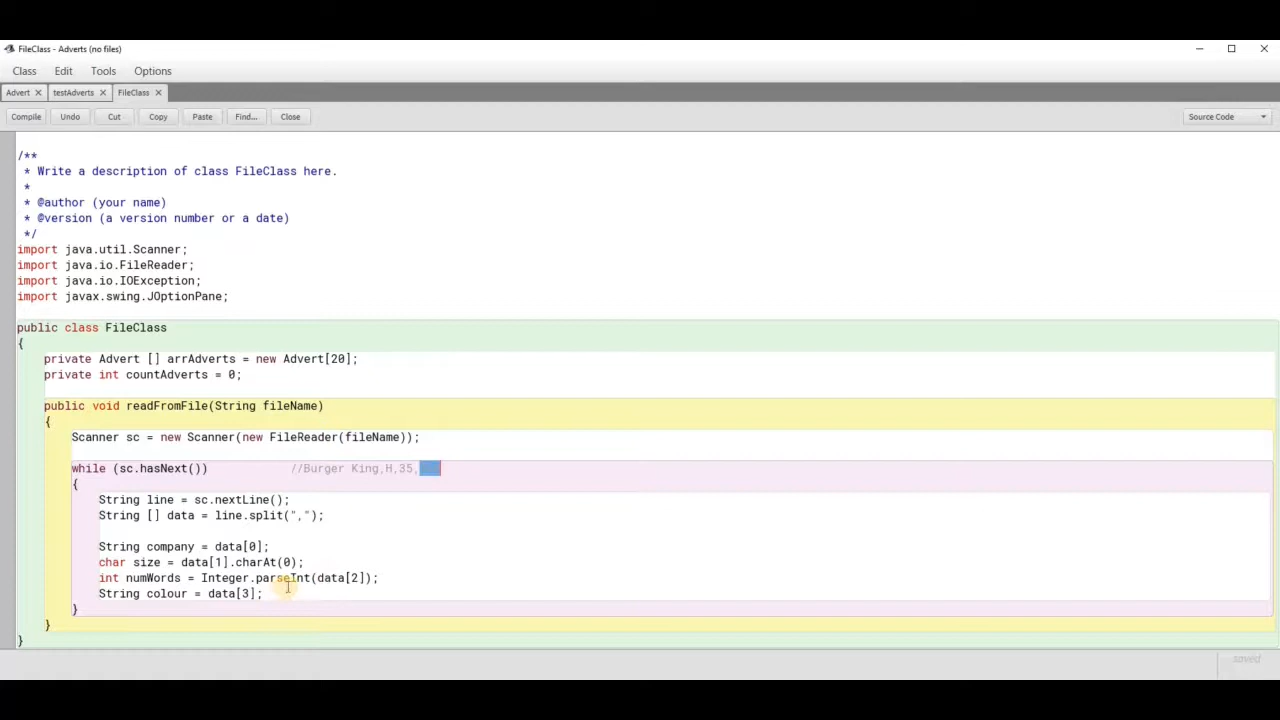 FileClass - Adverts (no files)
Class Edit Tools Options
Advert testAdverts FileClass
Compile Undo Cut Copy Paste Find... Close Source Code
/**
 * Write a description of class FileClass here.
 *
 * @author (your name)
 * @version (a version number or a date)
 */
import java.util.Scanner;
import java.io.FileReader;
import java.io.IOException;
import javax.swing.JOptionPane;
public class FileClass
{
private Advert [] arrAdverts = new Advert[20];
private int countAdverts = 0;
public void readFromFile(String fileName)
{
Scanner sc = new Scanner(new FileReader(fileName));
while (sc.hasNext()) //Burger King,H,35,
{
String line = sc.nextLine();
String [] data = line.split(",");
String company = data[0];
char size = data[1].charAt(0);
int numWords = Integer.parseInt(data[2]);
String colour = data[3];
}
}
}
saved